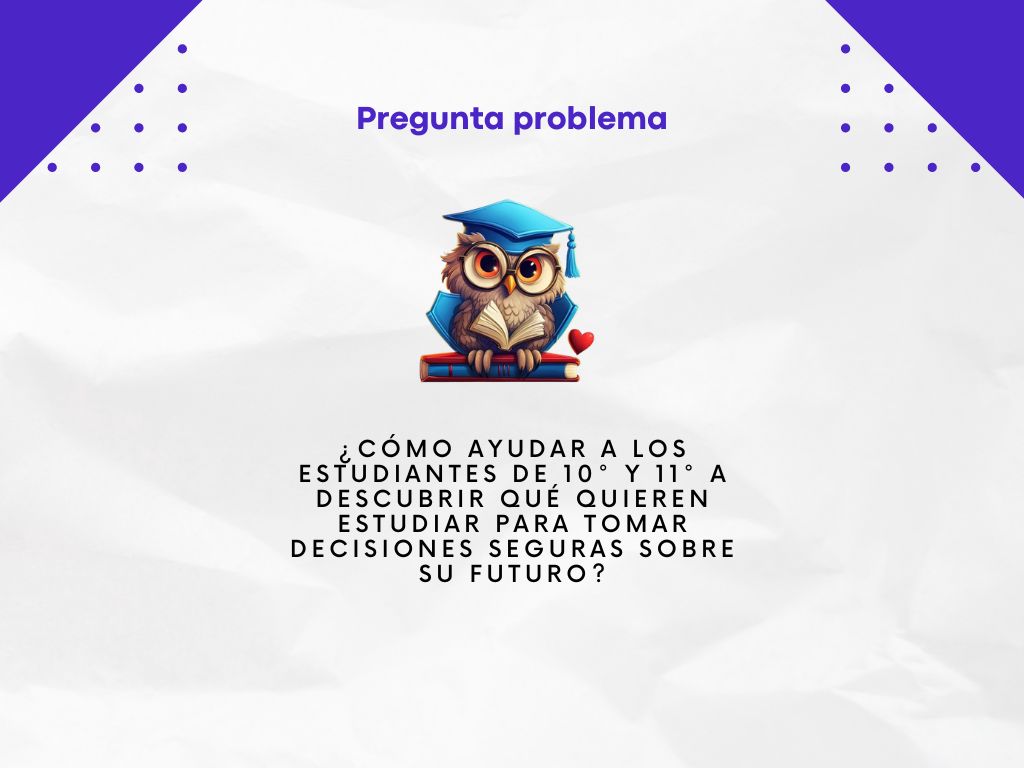 Pregunta problema
¿CÓMO AYUDAR A LOS
ESTUDIANTES DE 10° Y 11° A
DESCUBRIR QUÉ QUIEREN
ESTUDIAR PARA TOMAR
DECISIONES SEGURAS SOBRE
SU FUTURO?